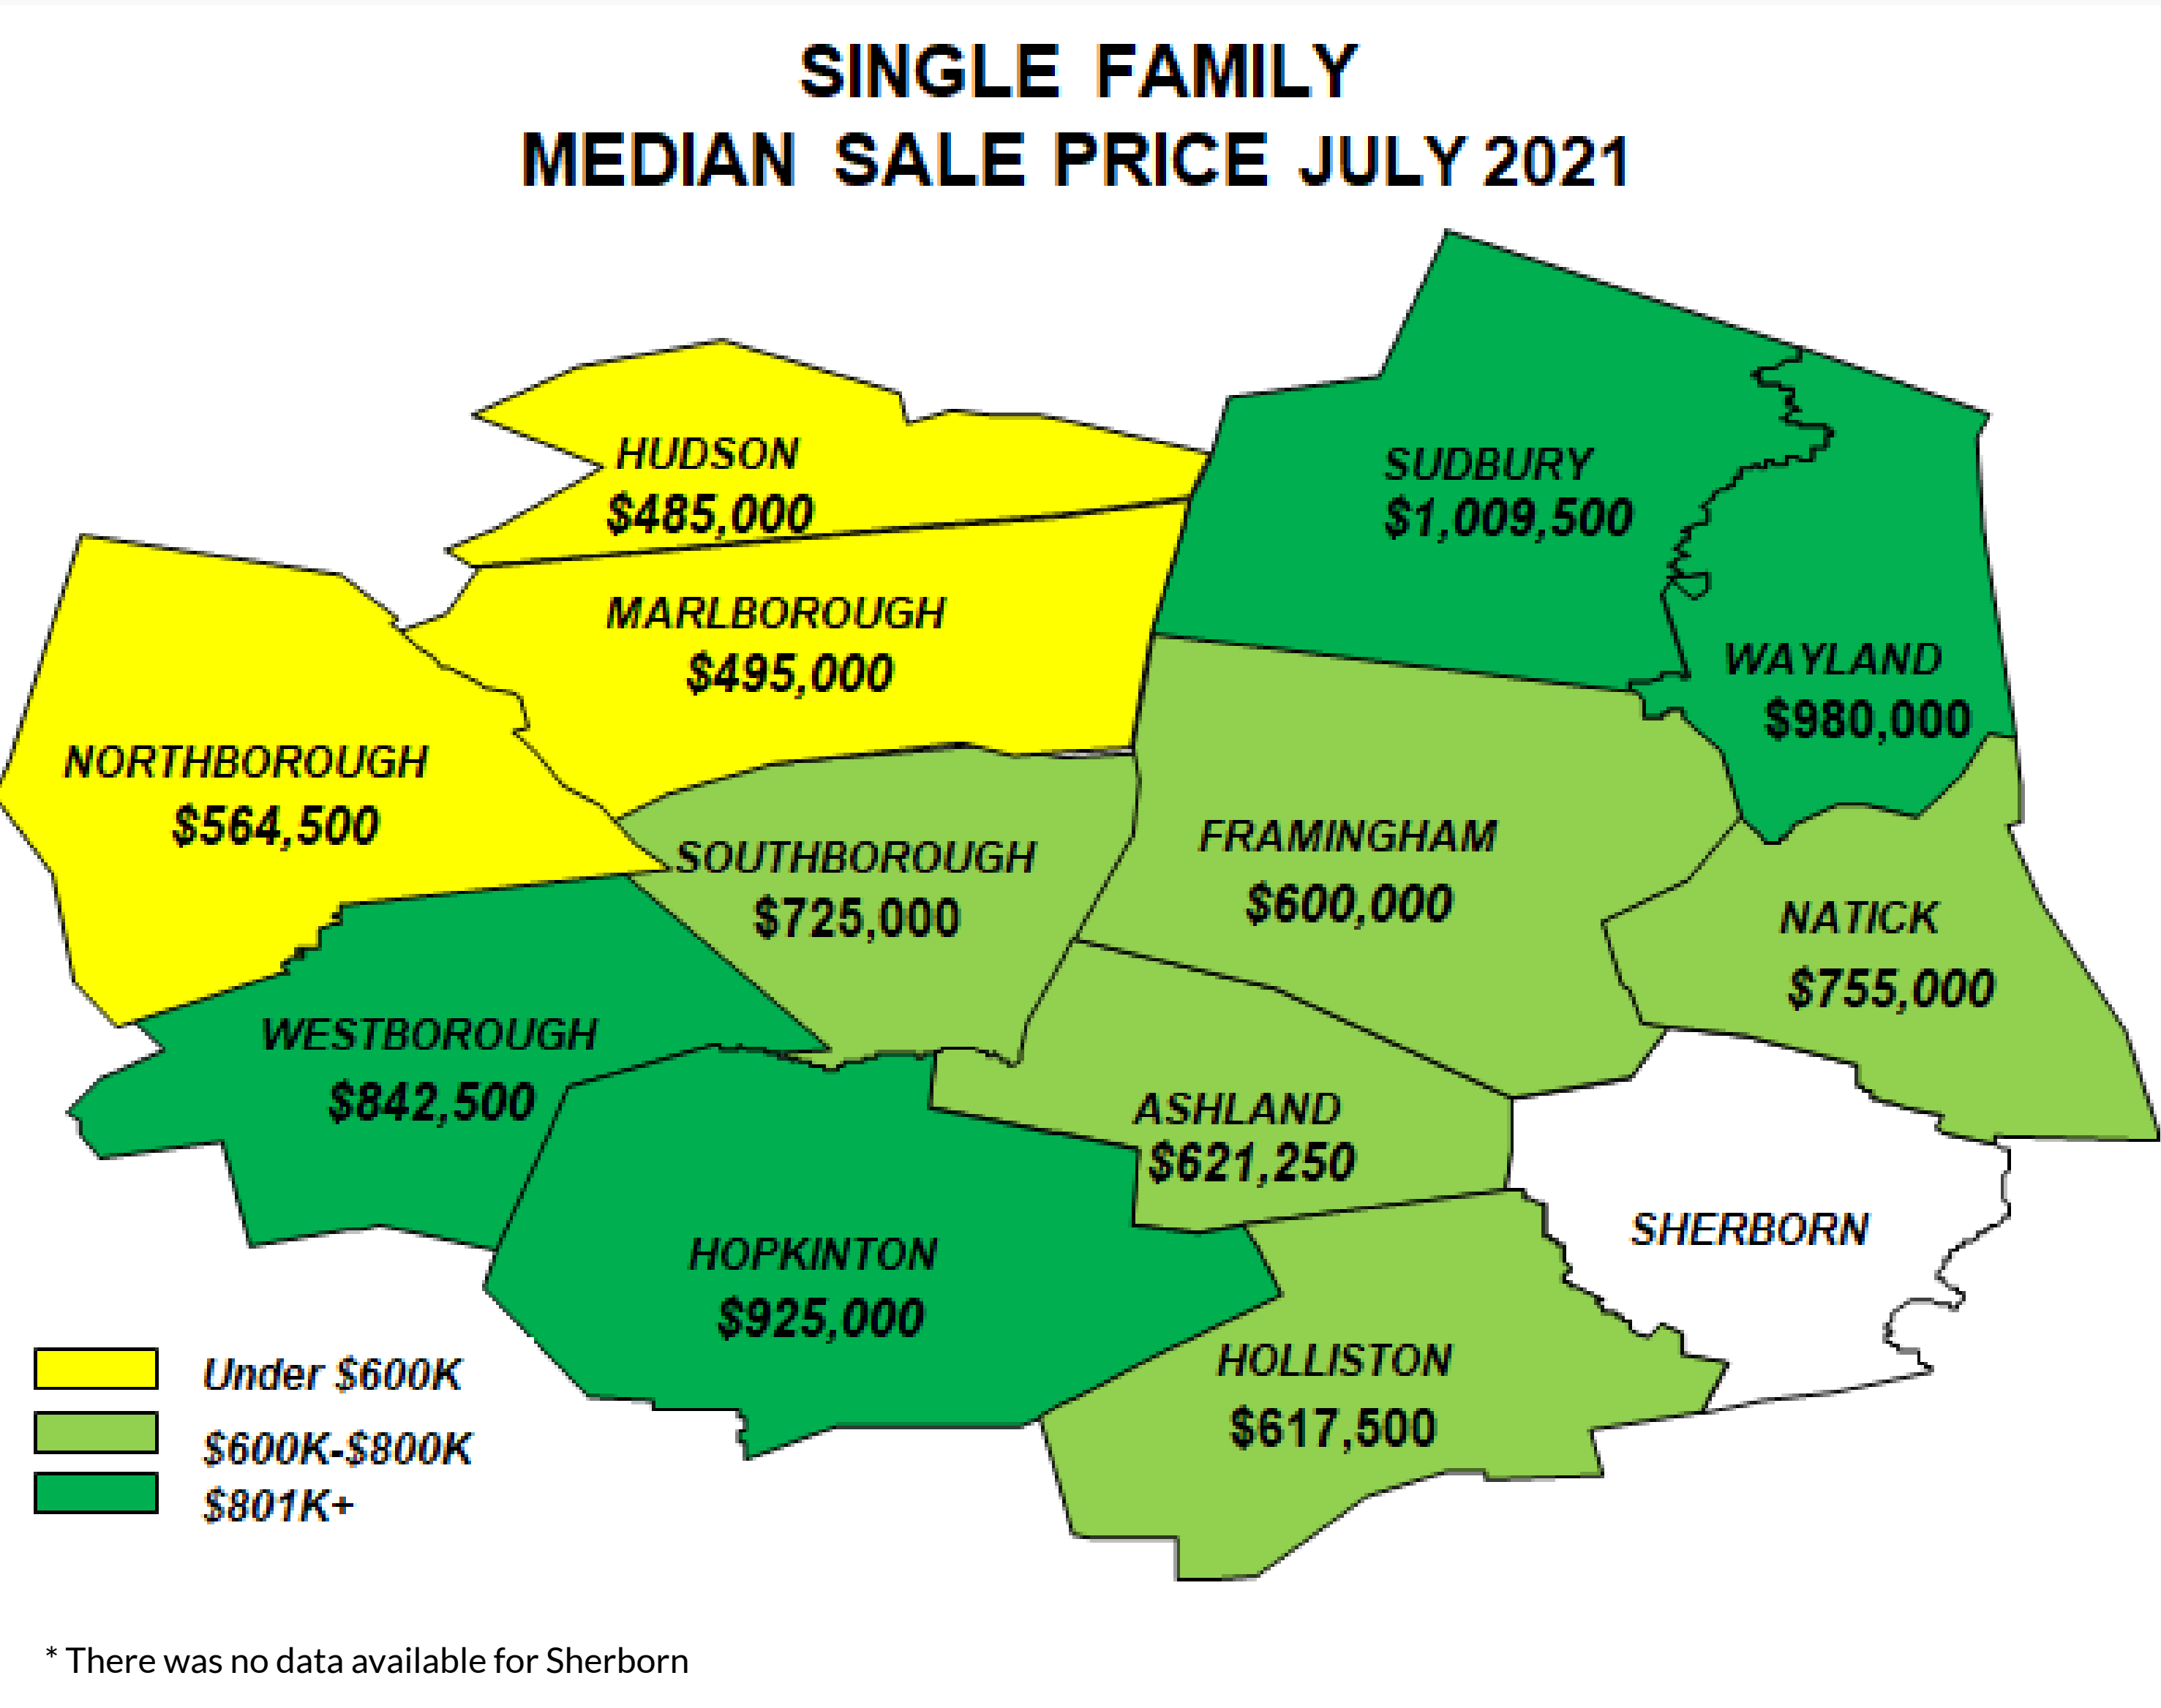 SINGLE FAMILY
MEDIAN SALE PRICE JULY 2021
HUDSON
$485,000
SUDBURY
$1,009,500
MARLBOROUGH
$495,000
WAYLAND
$980,000
NORTHBOROUGH
$564,500
SOUTHBOROUGH
$725,000
FRAMINGHAM
$600,000
NATICK
$755,000
WESTBOROUGH
$842,500
ASHLAND
$621,250
SHERBORN
HOPKINTON
$925,000
HOLLISTON
$617,500
Under $600K
$600K-$800K
$801K+
* There was no data available for Sherborn